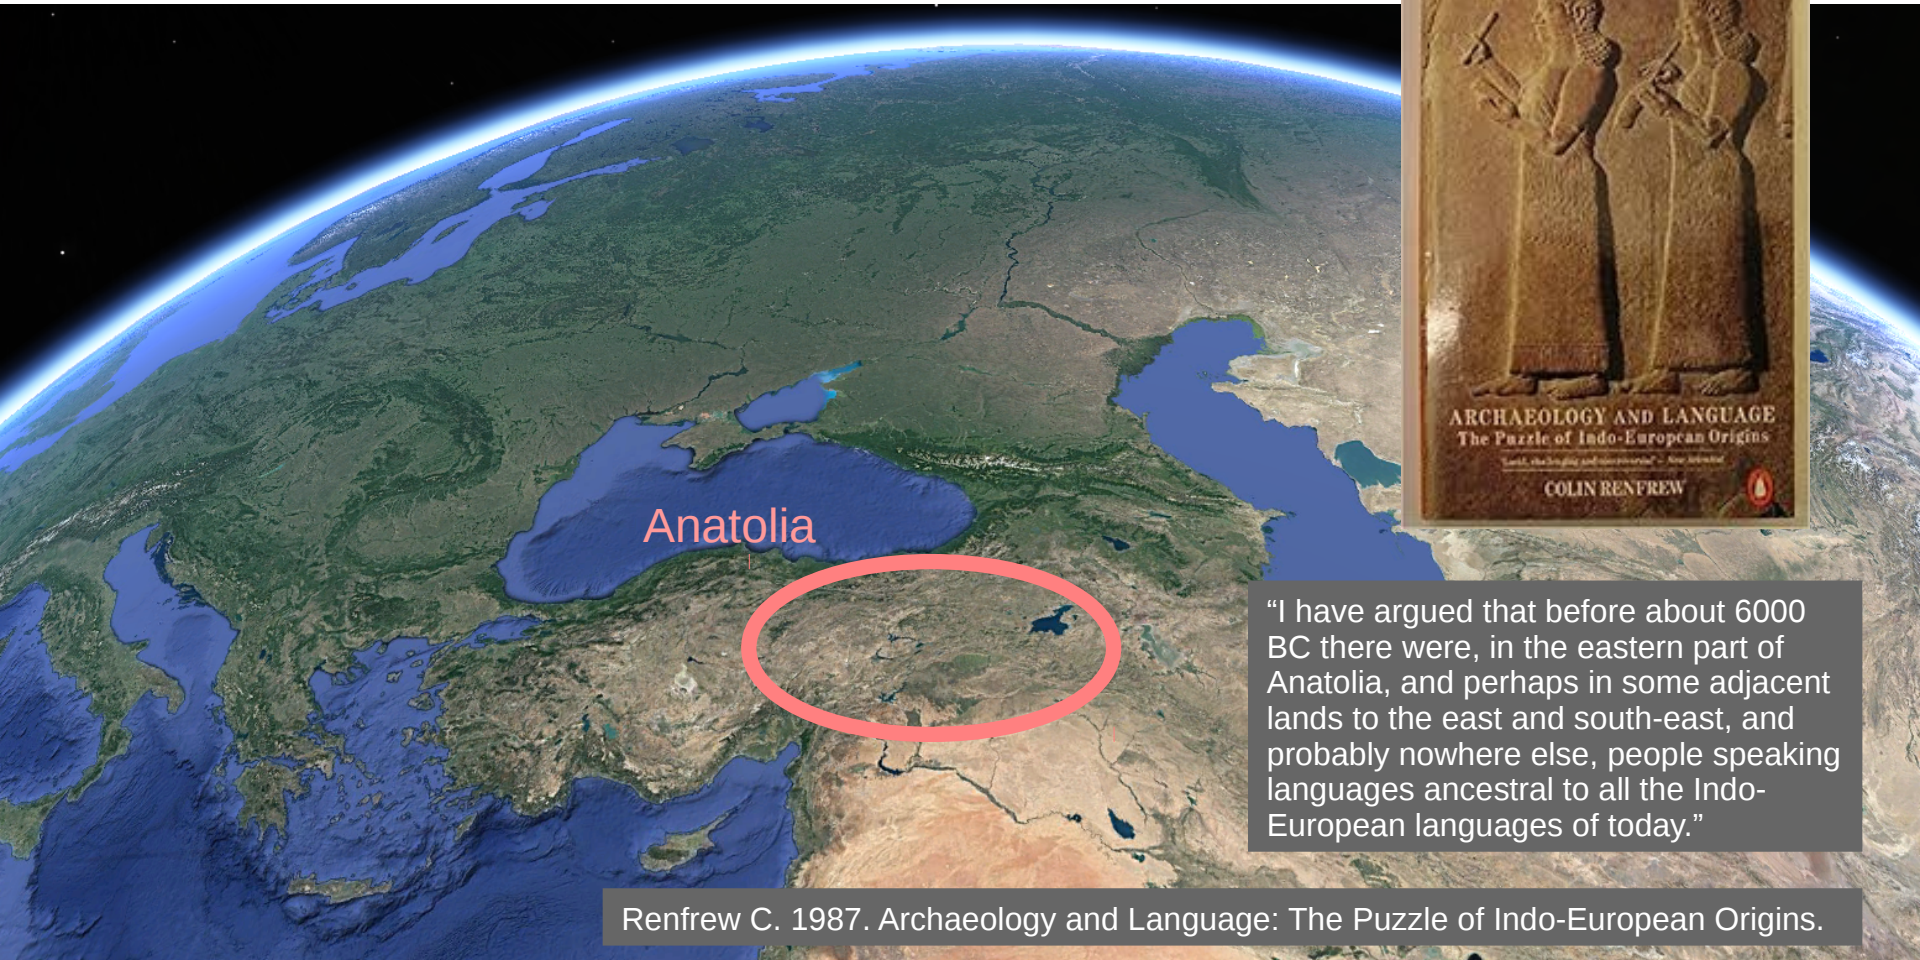 ARCHAEOLOGY AND LANGUAGE
The Puzzle of Indo-European Origins
COLIN RENFREW
Anatolia
“I have argued that before about 6000
BC there were, in the eastern part of
Anatolia, and perhaps in some adjacent
lands to the east and south-east, and
probably nowhere else, people speaking
languages ancestral to all the Indo-
European languages of today.”
Renfrew C. 1987. Archaeology and Language: The Puzzle of Indo-European Origins.